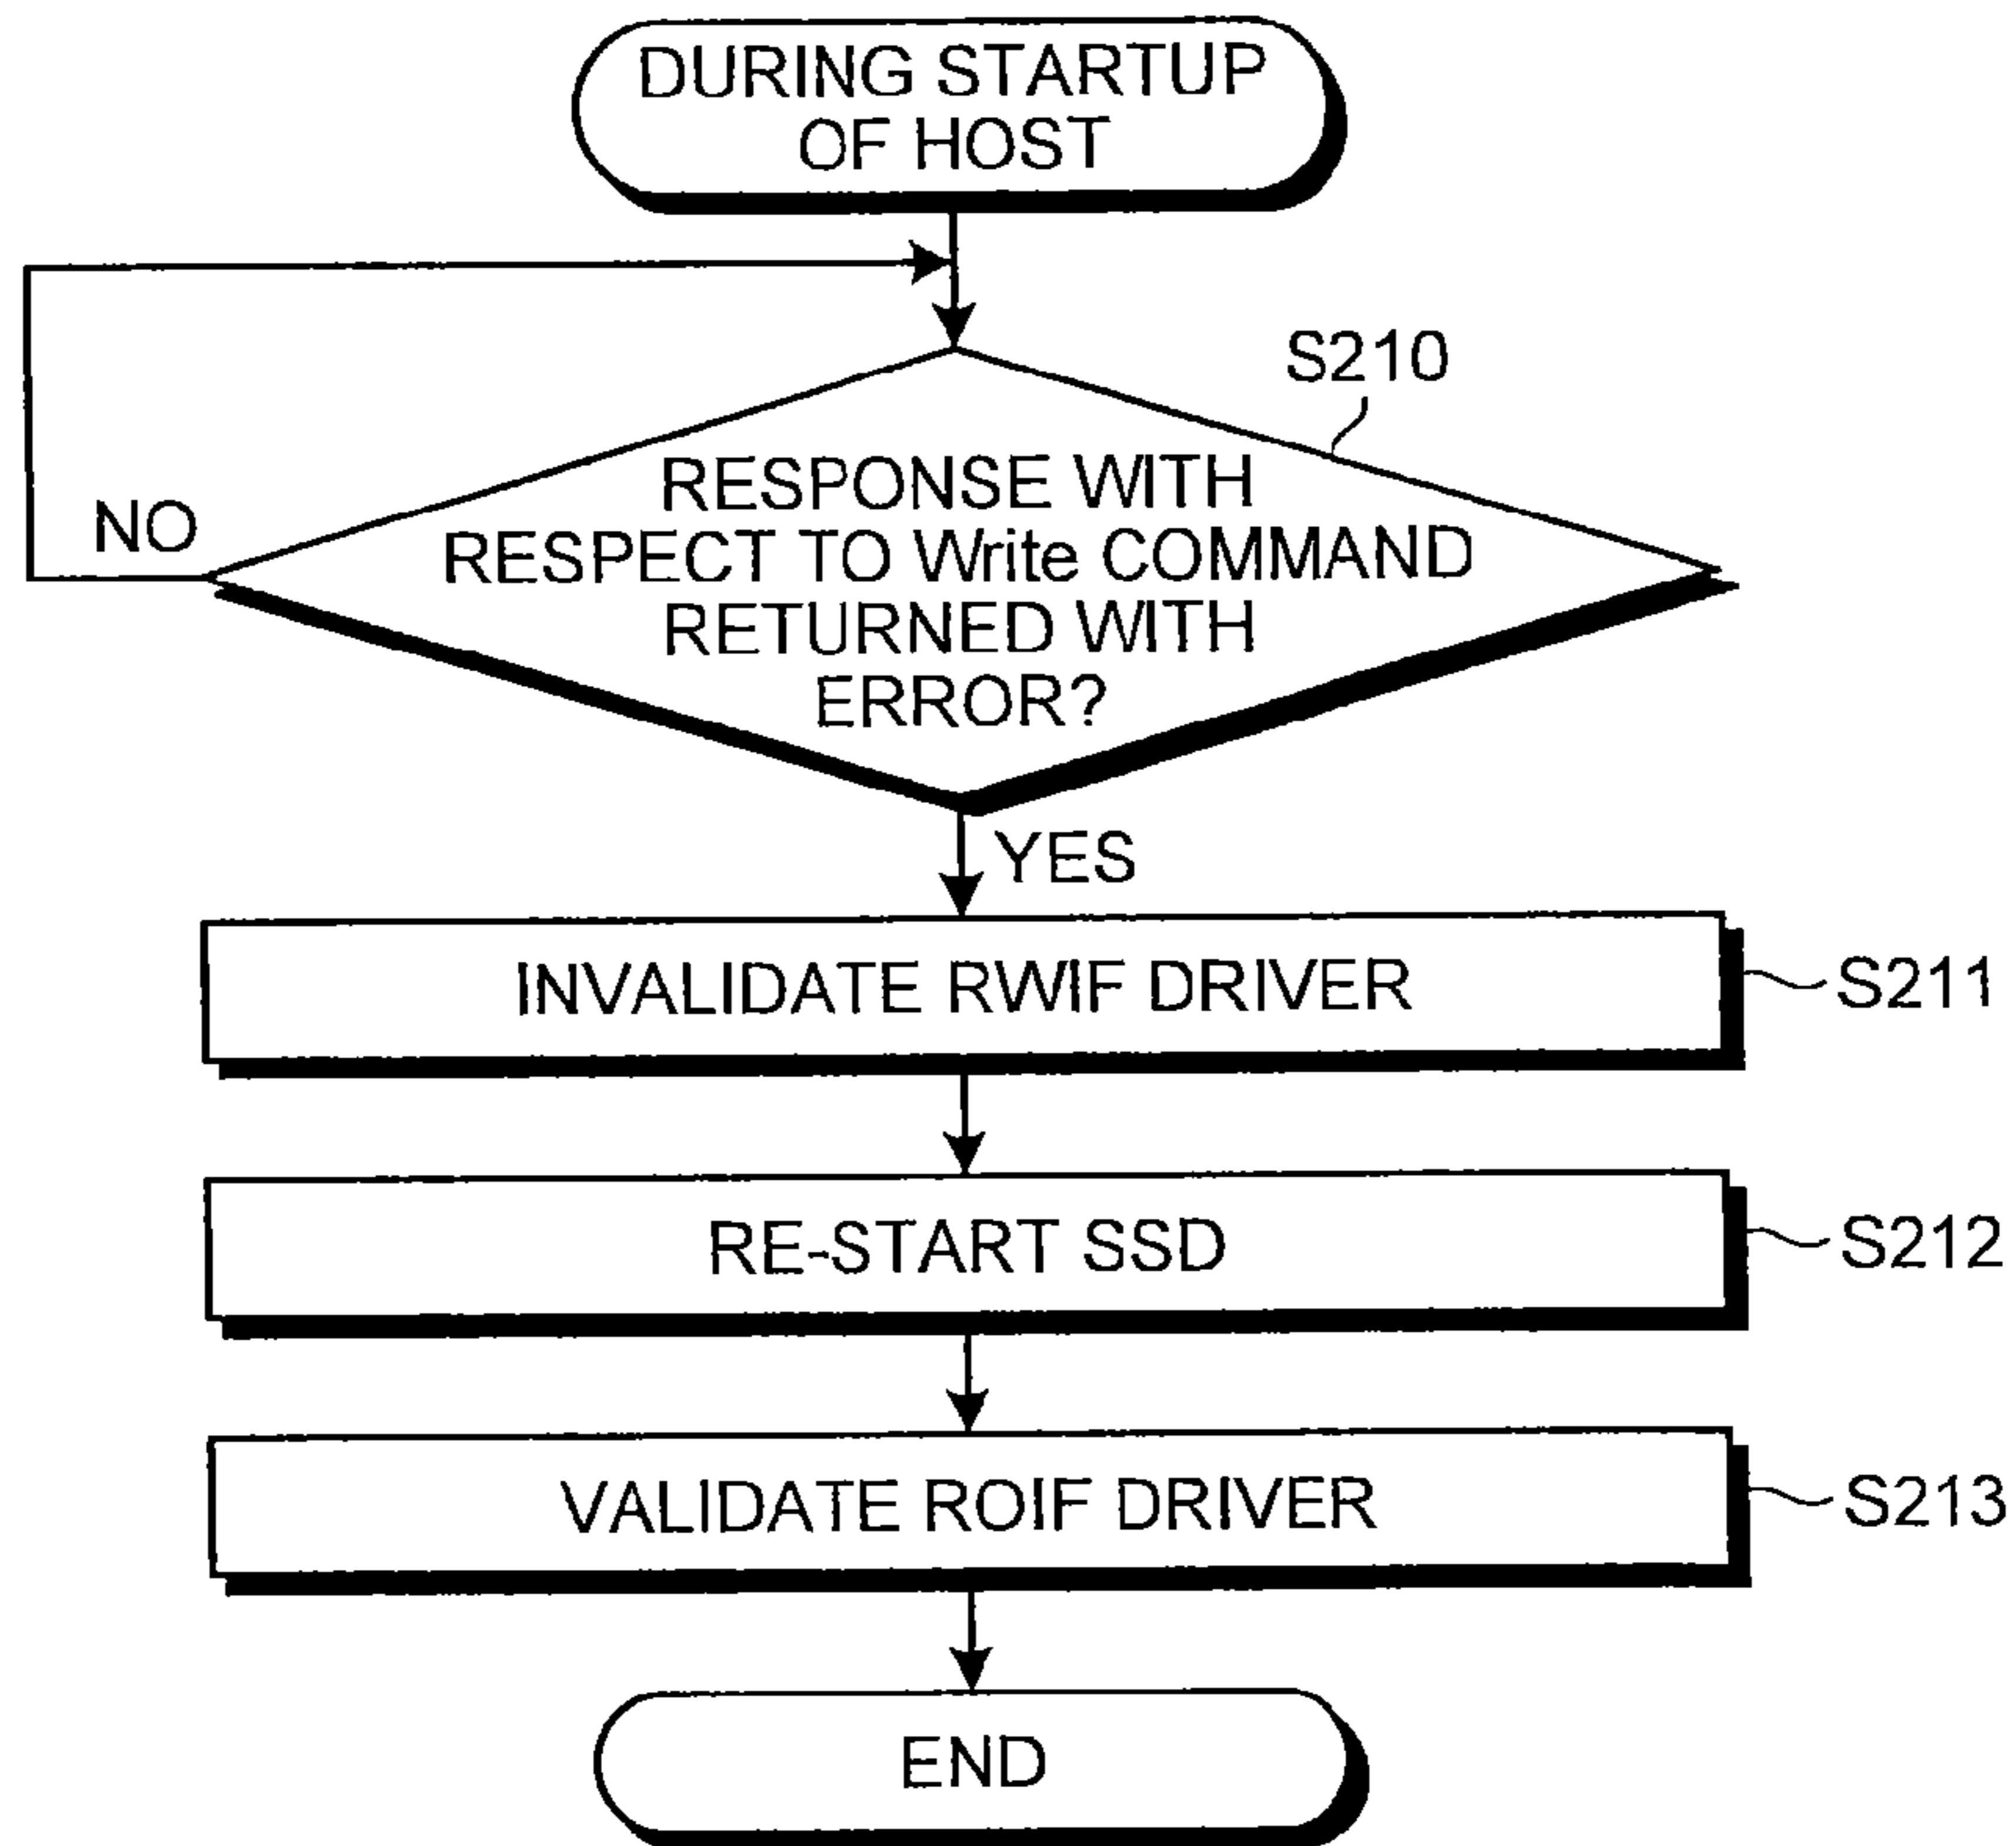 DURING STARTUP
OF HOST
S210
RESPONSE WITH
RESPECT TO Write COMMAND
RETURNED WITH
ERROR?
NO
YES
INVALIDATE RWIF DRIVER
S211
RE-START SSD
S212
VALIDATE ROIF DRIVER
S213
END